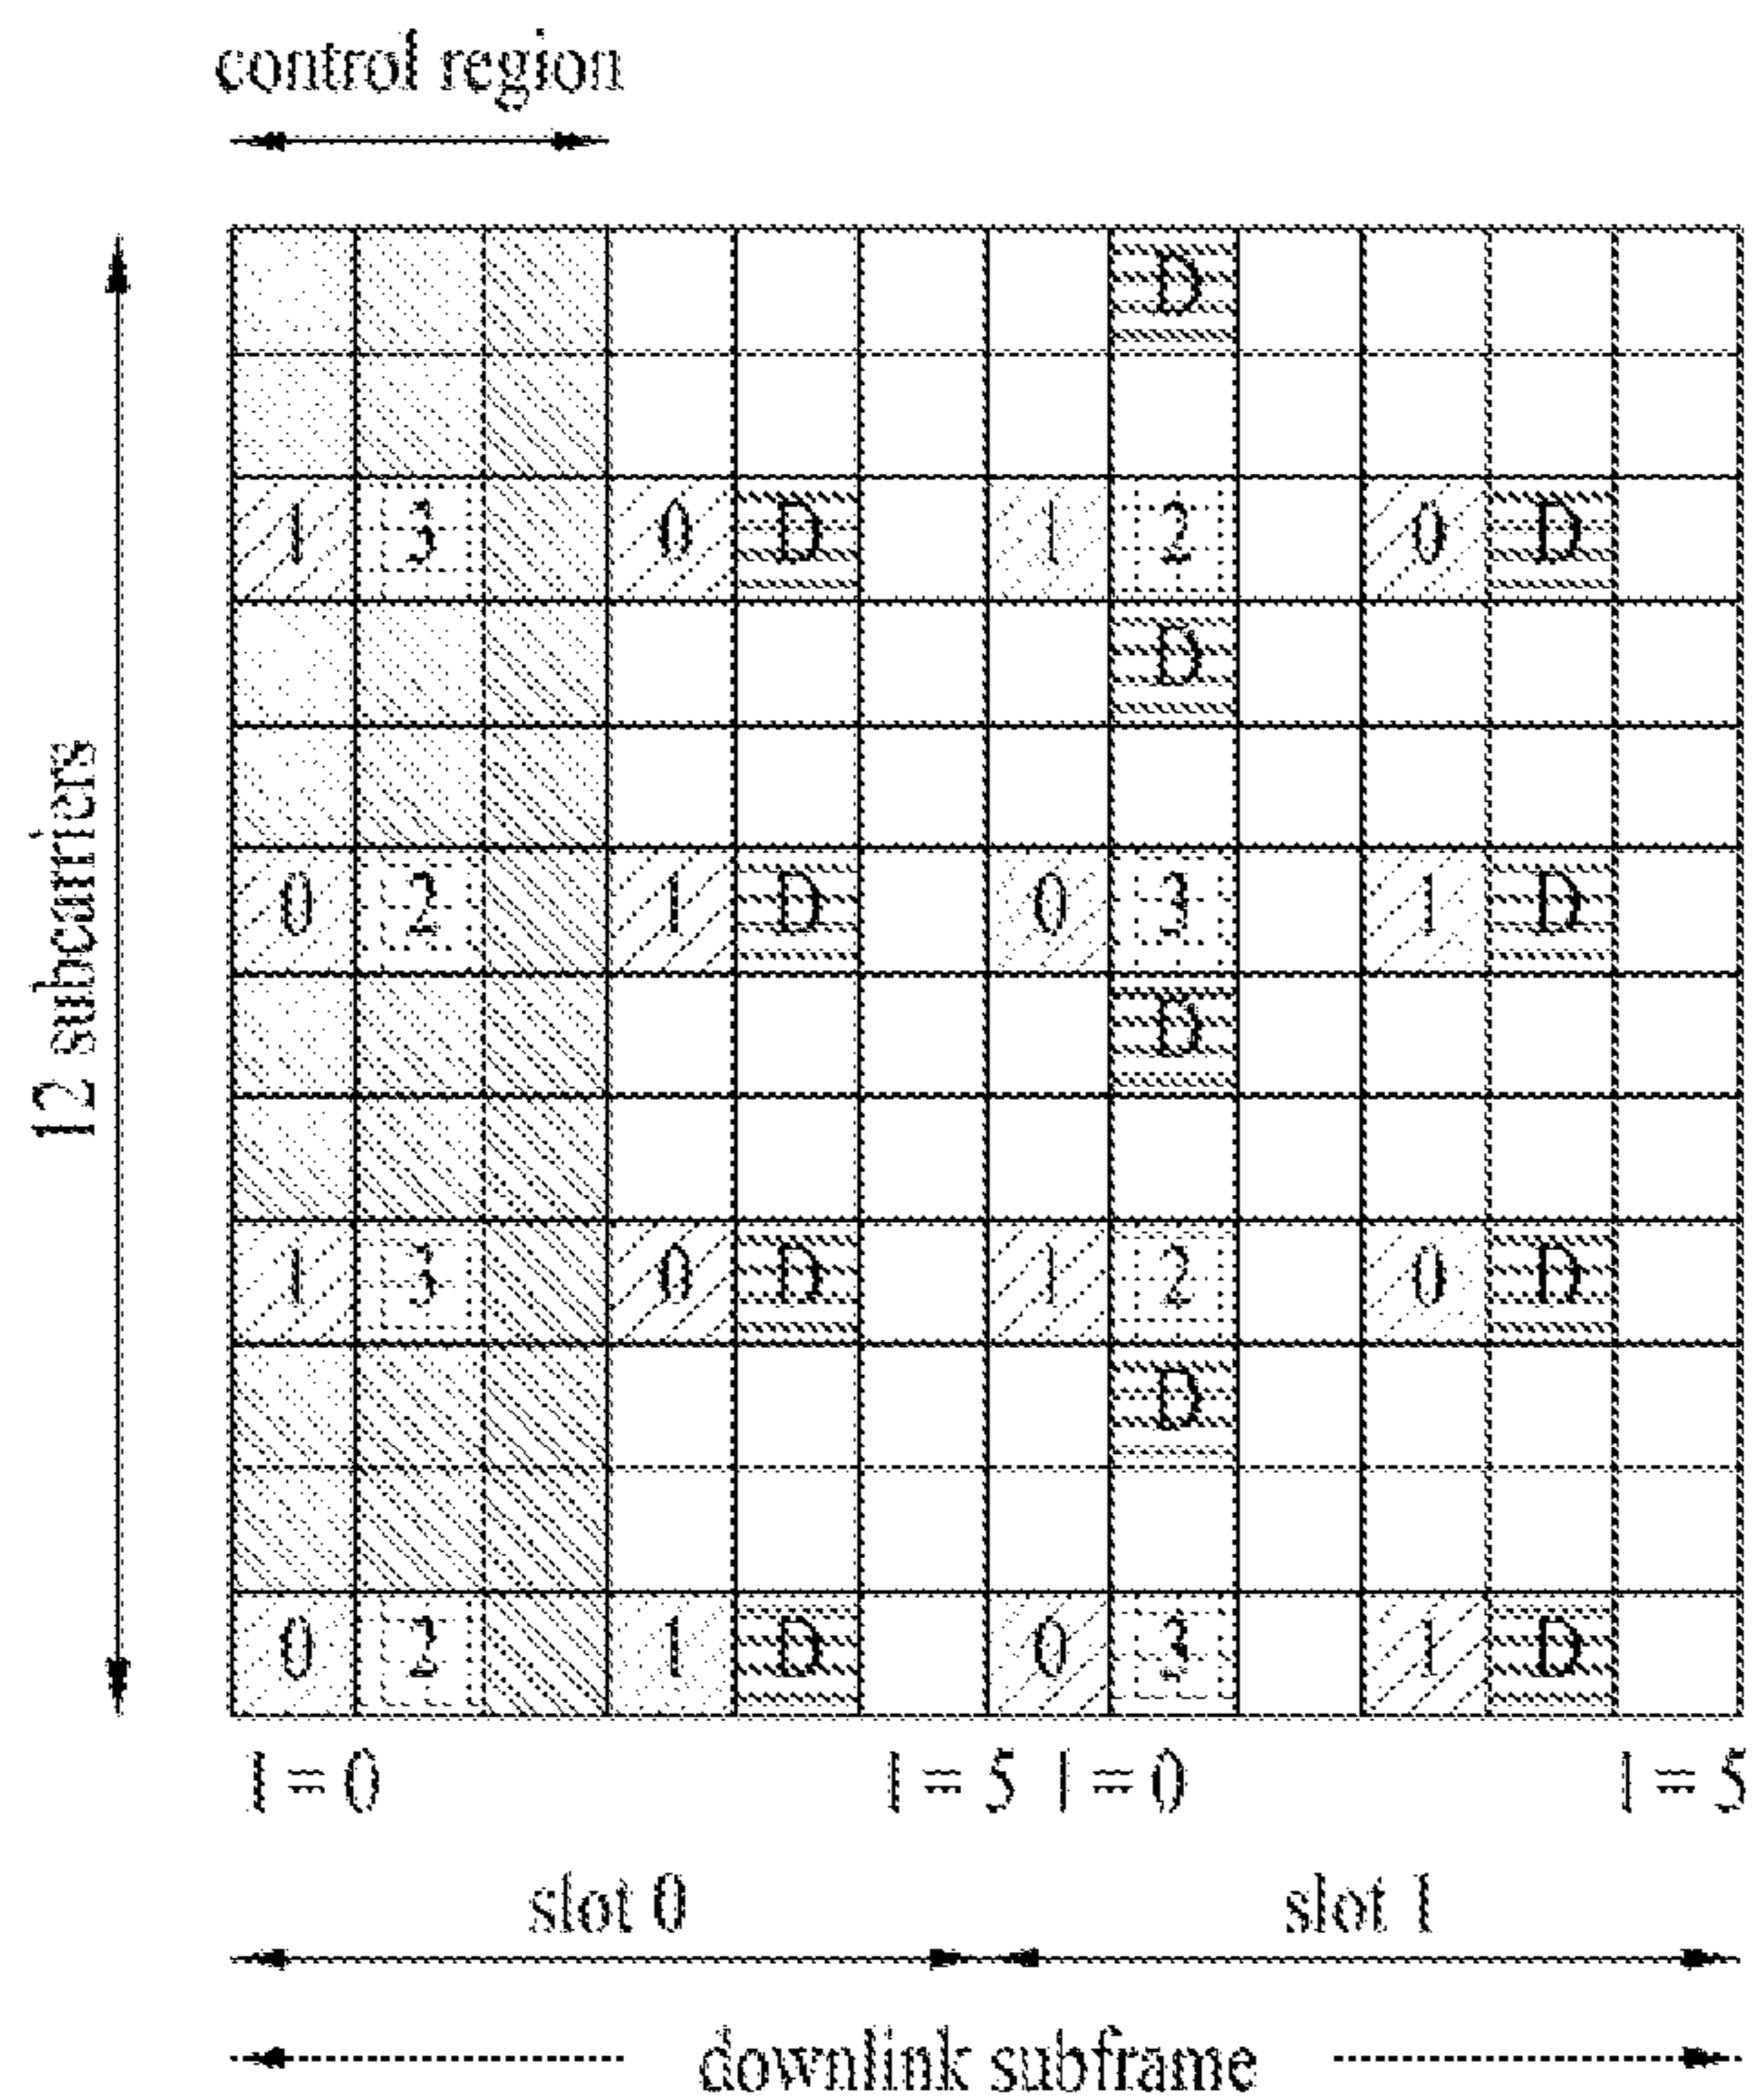 control region
12 subcarriers
D
1 3 0 D 1 2 0 D
D
0 2 1 D 0 3 1 D
D
1 3 0 D 1 2 0 D
D
0 2 1 D 0 3 1 D
l = 0 l = 5 l = 0 l = 5
slot 0 slot 1
downlink subframe